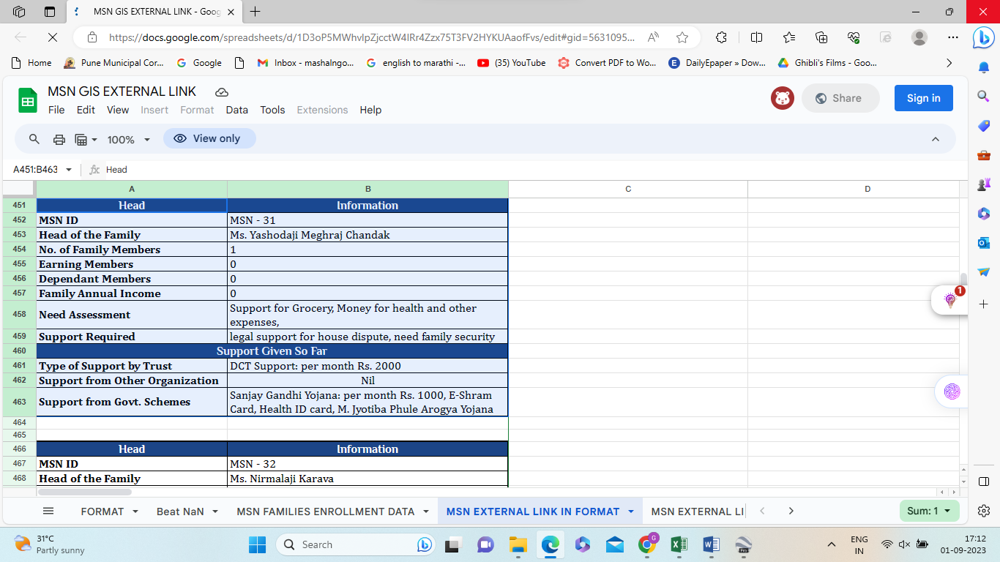 MSN GIS EXTERNAL LINK - Goog
https://docs.google.com/spreadsheets/d/1D3oP5MWhvlpZjcctW4IRr4Zzx75T3FV2HYKUAaofFvs/edit#gid=5631095...
Home Pune Municipal Cor... Google Inbox - mashalngo... english to marathi -... (35) YouTube Convert PDF to Wo... DailyEpaper » Dow... Ghibli's Films - Goo...
MSN GIS EXTERNAL LINK
File Edit View Insert Format Data Tools Extensions Help
Share
Sign in
100% View only
A451:B463 fx Head
A B C D
451 Head Information
452 MSN ID MSN - 31
453 Head of the Family Ms. Yashodaji Meghraj Chandak
454 No. of Family Members 1
455 Earning Members 0
456 Dependant Members 0
457 Family Annual Income 0
458 Need Assessment Support for Grocery, Money for health and other
expenses,
459 Support Required legal support for house dispute, need family security
460 Support Given So Far
461 Type of Support by Trust DCT Support: per month Rs. 2000
462 Support from Other Organization Nil
463 Support from Govt. Schemes Sanjay Gandhi Yojana: per month Rs. 1000, E-Shram
Card, Health ID card, M. Jyotiba Phule Arogya Yojana
464
465
466 Head Information
467 MSN ID MSN - 32
468 Head of the Family Ms. Nirmalaji Karava
1
FORMAT Beat NaN MSN FAMILIES ENROLLMENT DATA MSN EXTERNAL LINK IN FORMAT MSN EXTERNAL LI
Sum: 1
31°C
Partly sunny
Search
G
ENG
IN
17:12
01-09-2023